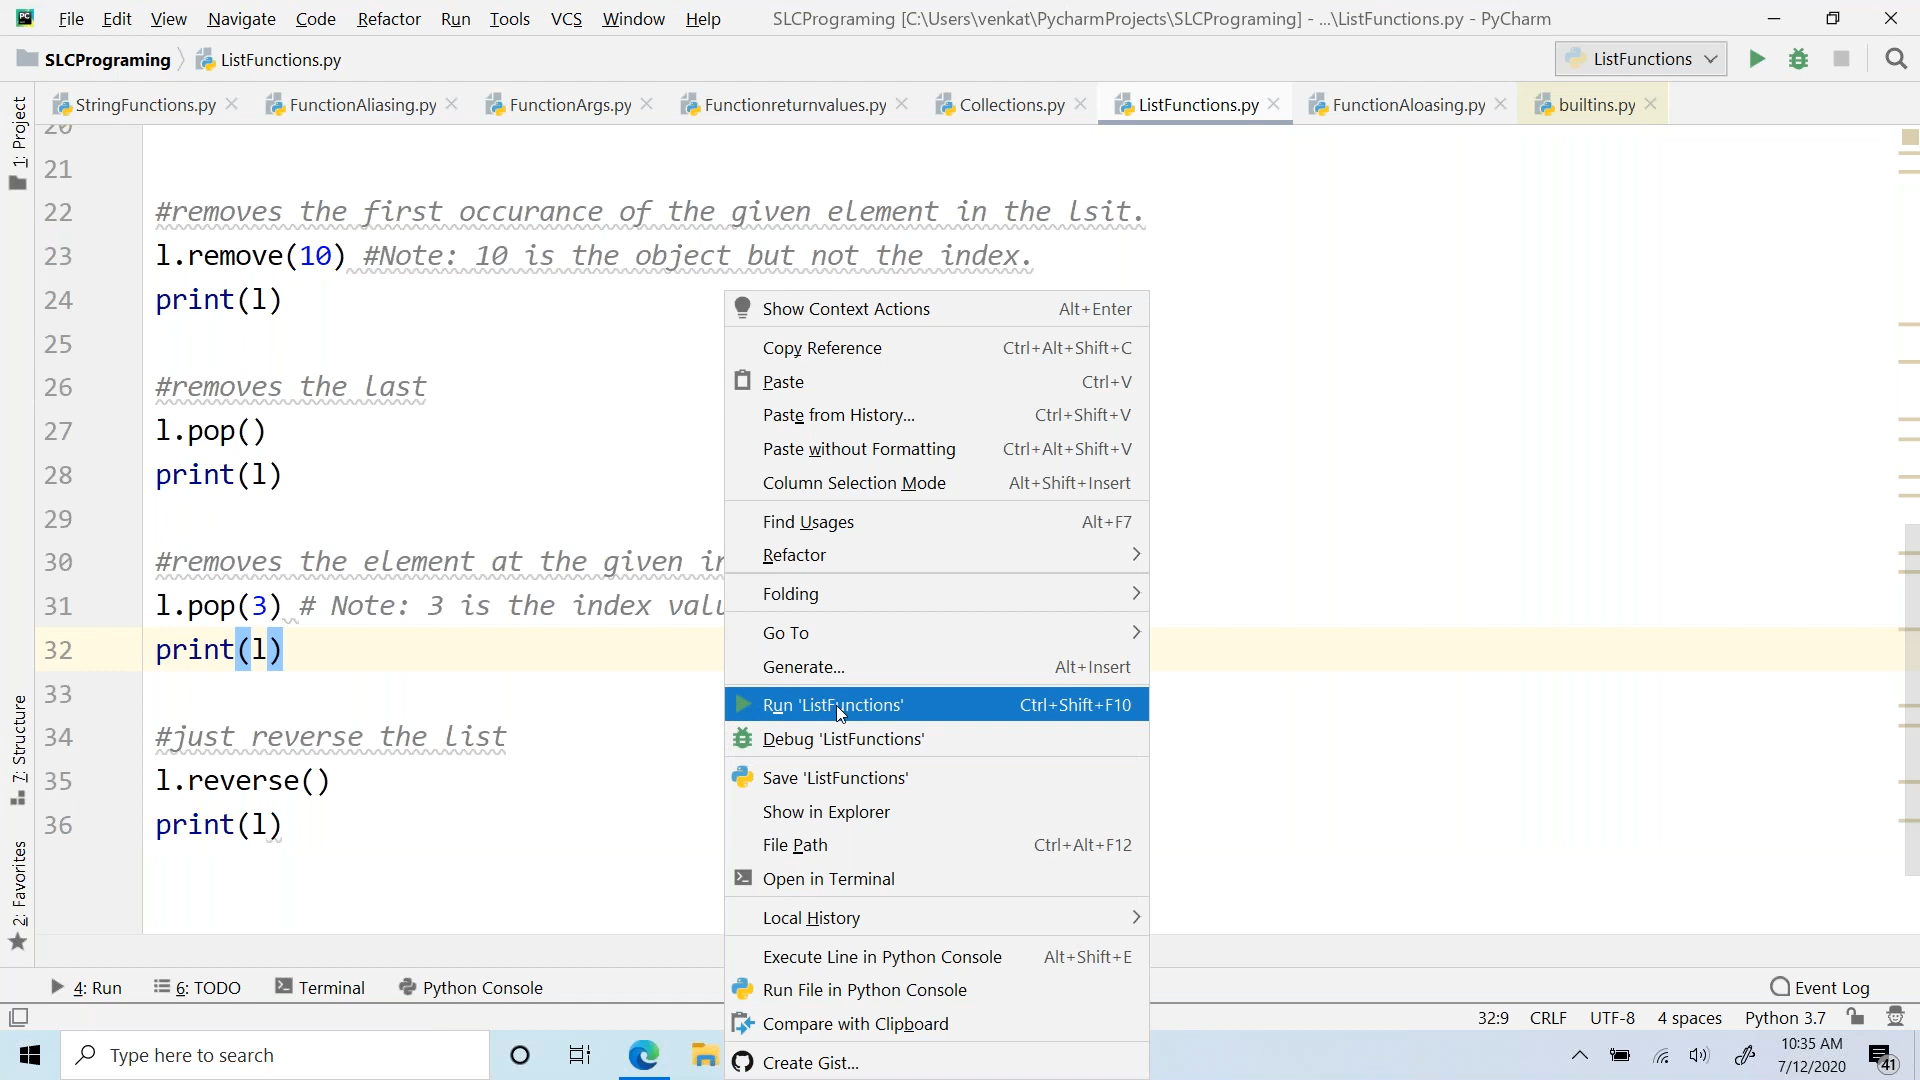 File Edit View Navigate Code Refactor Run Tools VCS Window Help SLCPrograming [C:\Users\venkat\PycharmProjects\SLCPrograming] - ...\ListFunctions.py - PyCharm
SLCPrograming ListFunctions.py ListFunctions
StringFunctions.py FunctionAliasing.py FunctionArgs.py Functionreturnvalues.py Collections.py ListFunctions.py FunctionAloasing.py builtins.py
1: Project
7: Structure
2: Favorites
20
21
22 #removes the first occurance of the given element in the lsit.
23 l.remove(10) #Note: 10 is the object but not the index.
24 print(l)
25
26 #removes the last
27 l.pop()
28 print(l)
29
30 #removes the element at the given in
31 l.pop(3) # Note: 3 is the index valu
32 print(l)
33
34 #just reverse the list
35 l.reverse()
36 print(l)
Show Context Actions Alt+Enter
Copy Reference Ctrl+Alt+Shift+C
Paste Ctrl+V
Paste from History... Ctrl+Shift+V
Paste without Formatting Ctrl+Alt+Shift+V
Column Selection Mode Alt+Shift+Insert
Find Usages Alt+F7
Refactor
Folding
Go To
Generate... Alt+Insert
Run 'ListFunctions' Ctrl+Shift+F10
Debug 'ListFunctions'
Save 'ListFunctions'
Show in Explorer
File Path Ctrl+Alt+F12
Open in Terminal
Local History
Execute Line in Python Console Alt+Shift+E
Run File in Python Console
Compare with Clipboard
Create Gist...
4: Run 6: TODO Terminal Python Console Event Log
32:9 CRLF UTF-8 4 spaces Python 3.7
Type here to search
10:35 AM
7/12/2020
41